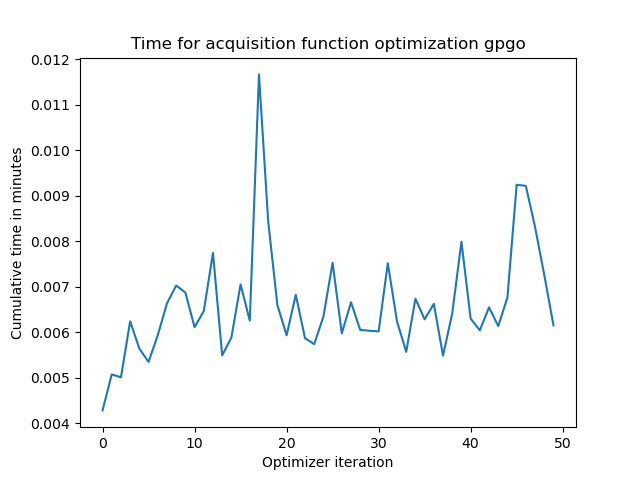 Time for acquisition function optimization gpgo
0.012
0.011
0.010
0.009
0.008
0.007
0.006
0.005
0.004
Cumulative time in minutes
0 10 20 30 40 50
Optimizer iteration